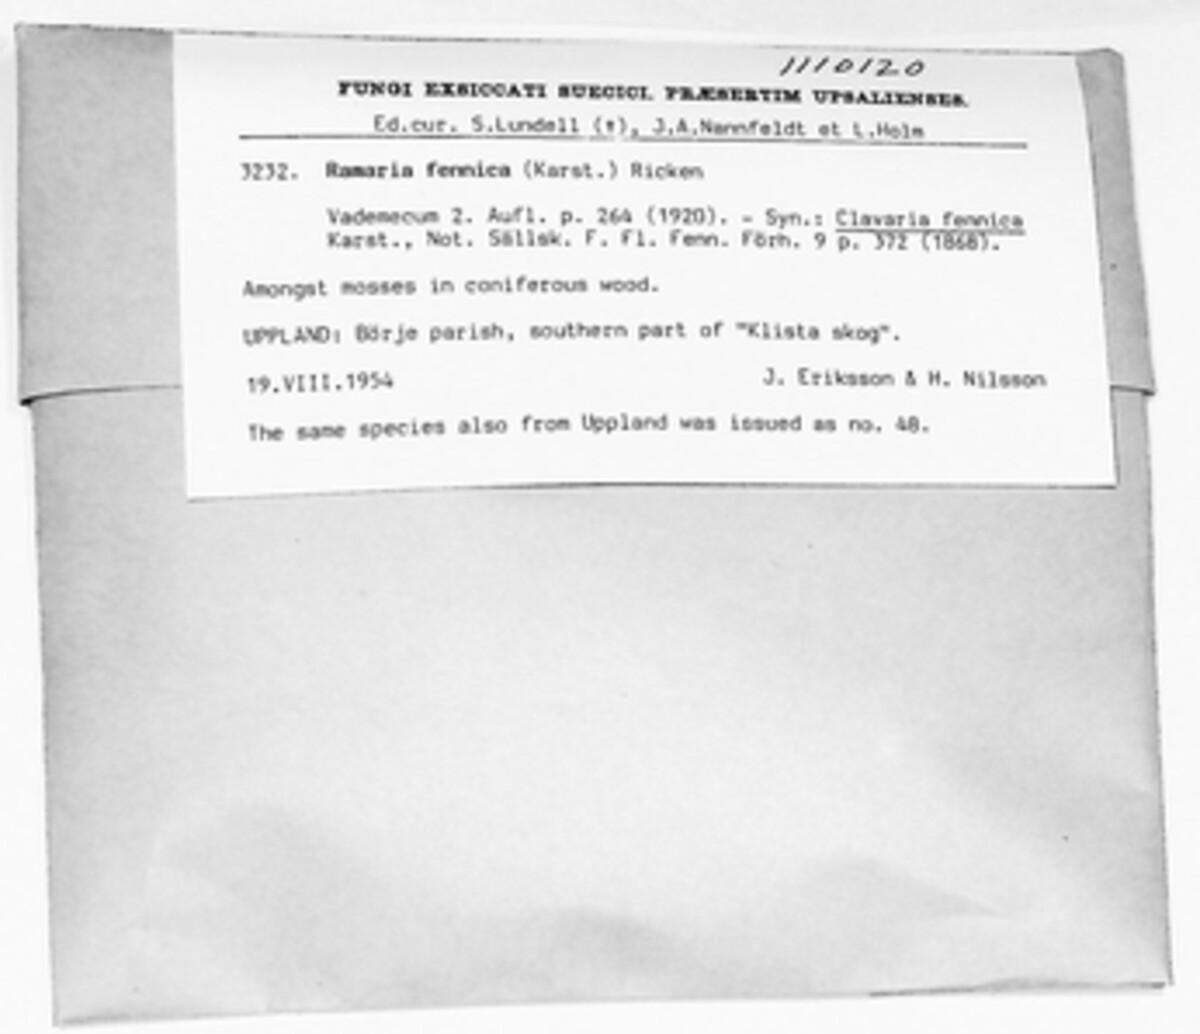 1110120
FUNGI EXSICCATI SUECICI, PRÆSERTIM UPSALIENSES.
Ed.cur. S.Lundell (†), J.A.Nannfeldt et L.Holm
3232. Ramaria fennica (Karst.) Ricken
Vademecum 2. Aufl. p. 264 (1920). - Syn.: Clavaria fennica
Karst., Not. Sällsk. F. Fl. Fenn. Förh. 9 p. 372 (1868).
Amongst mosses in coniferous wood.
UPPLAND: Börje parish, southern part of "Klista skog".
19.VIII.1954 J. Eriksson & H. Nilsson
The same species also from Uppland was issued as no. 48.